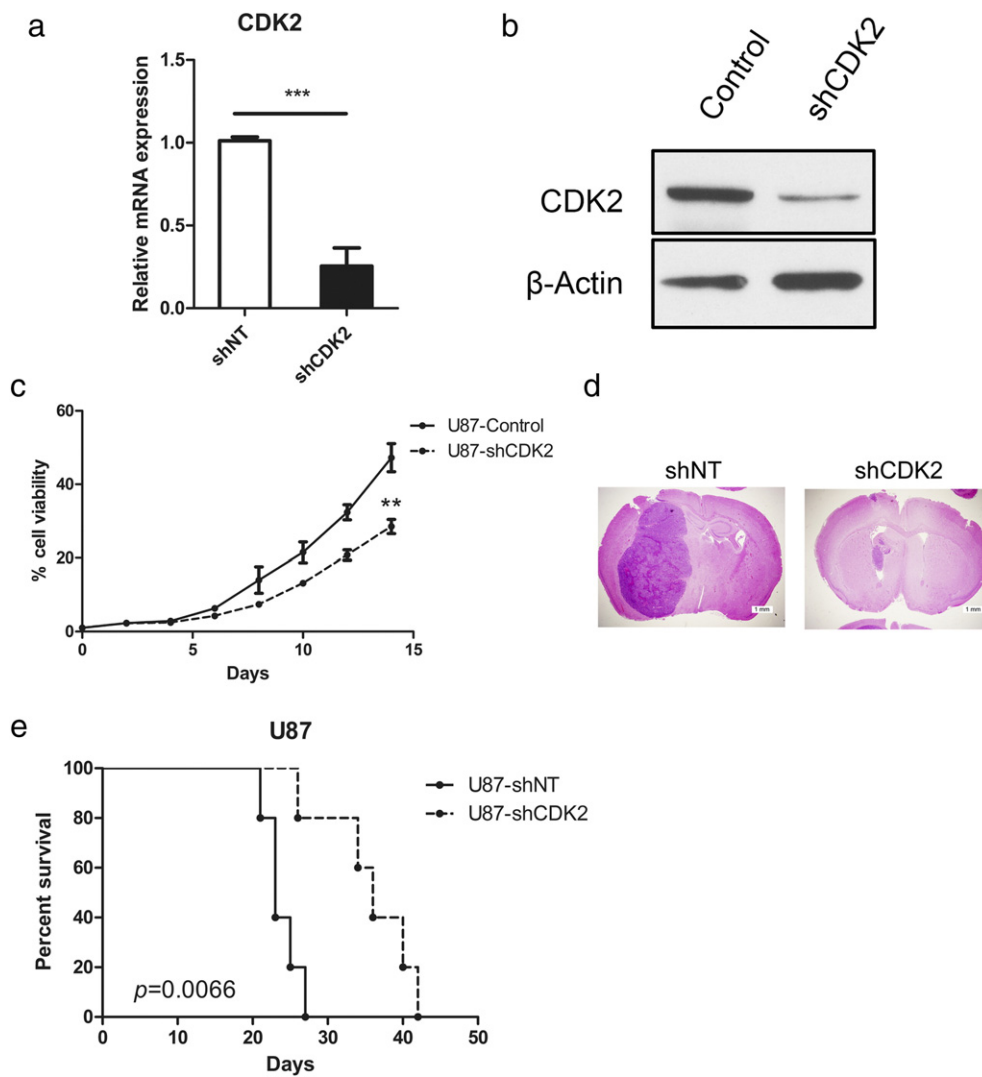 a
CDK2
Relative mRNA expression
1.5
1.0
0.5
0.0
***
shNT
shCDK2
b
Control
shCDK2
CDK2
β-Actin
c
% cell viability
60
40
20
0
0
5
10
15
Days
U87-Control
U87-shCDK2
**
d
shNT
shCDK2
1 mm
1 mm
e
U87
Percent survival
100
80
60
40
20
0
p=0.0066
0
10
20
30
40
50
Days
U87-shNT
U87-shCDK2